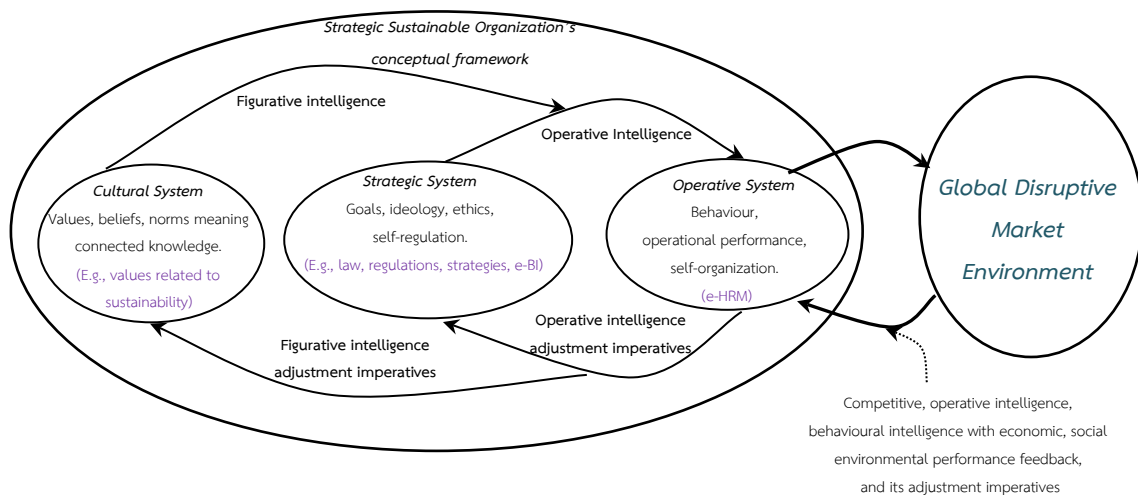 Strategic Sustainable Organization's
conceptual framework
Figurative intelligence
Operative Intelligence
Cultural System
Values, beliefs, norms meaning
connected knowledge.
(E.g., values related to
sustainability)
Strategic System
Goals, ideology, ethics,
self-regulation.
(E.g., law, regulations, strategies, e-BI)
Operative System
Behaviour,
operational performance,
self-organization.
(e-HRM)
Global Disruptive
Market
Environment
Figurative intelligence
adjustment imperatives
Operative intelligence
adjustment imperatives
Competitive, operative intelligence,
behavioural intelligence with economic, social
environmental performance feedback,
and its adjustment imperatives